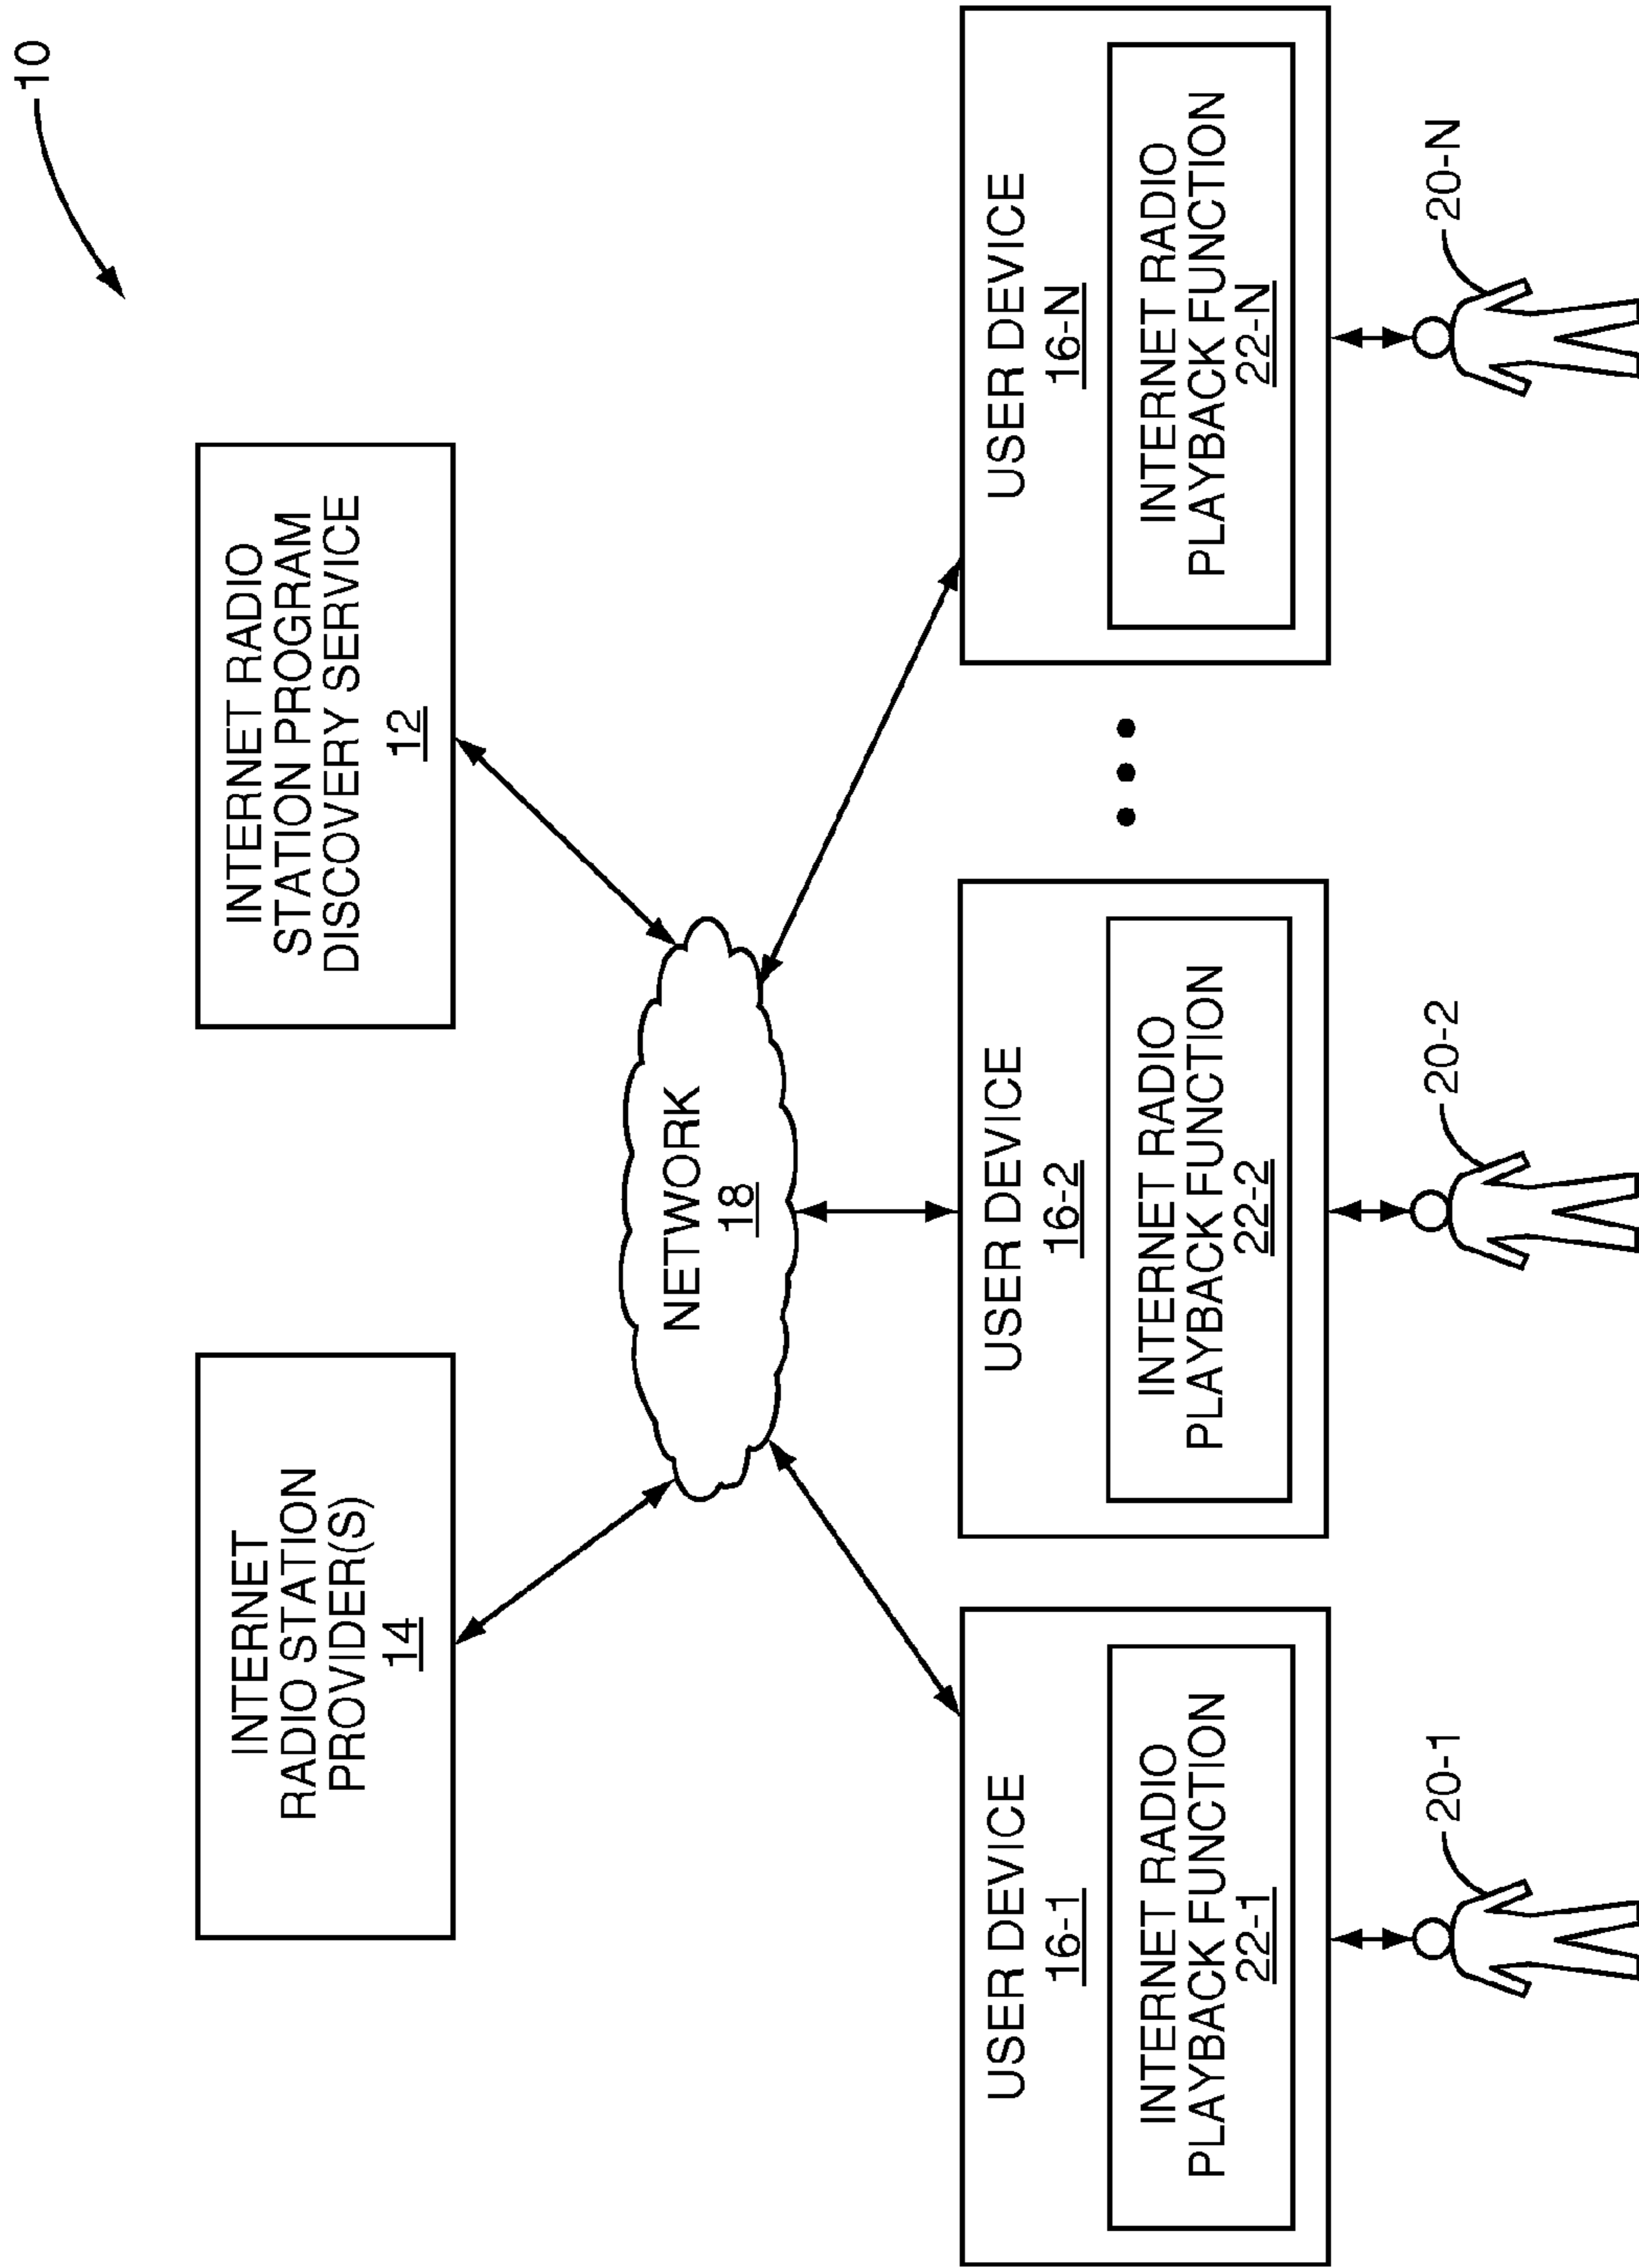 10
INTERNET
RADIO STATION
PROVIDER(S)
14
INTERNET RADIO
STATION PROGRAM
DISCOVERY SERVICE
12
NETWORK
18
USER DEVICE
16-1
INTERNET RADIO
PLAYBACK FUNCTION
22-1
20-1
USER DEVICE
16-2
INTERNET RADIO
PLAYBACK FUNCTION
22-2
20-2
USER DEVICE
16-N
INTERNET RADIO
PLAYBACK FUNCTION
22-N
20-N